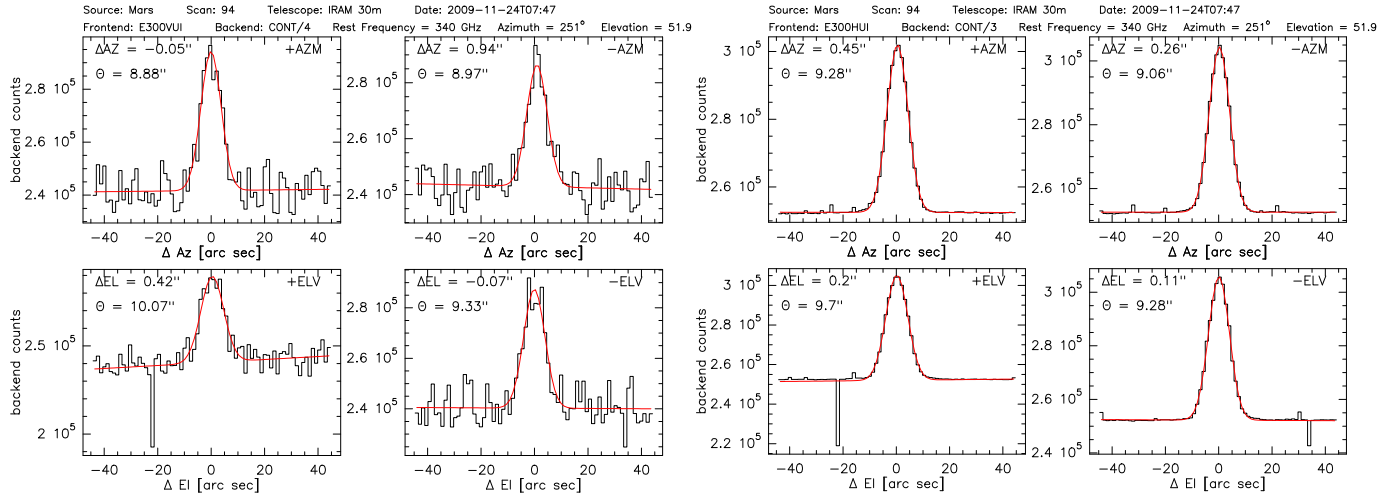 Source: Mars Scan: 94 Telescope: IRAM 30m Date: 2009-11-24T07:47
Frontend: E300VUI Backend: CONT/4 Rest Frequency = 340 GHz Azimuth = 251° Elevation = 51.9
ΔAZ = -0.05" +AZM
Θ = 8.88"
backend counts
2.8 10⁵
2.6 10⁵
2.4 10⁵
-40 -20 0 20 40
Δ Az [arc sec]
ΔAZ = 0.94" -AZM
Θ = 8.97"
2.8 10⁵
2.6 10⁵
2.4 10⁵
-40 -20 0 20 40
Δ Az [arc sec]
ΔEL = 0.42" +ELV
Θ = 10.07"
backend counts
2.5 10⁵
2 10⁵
-40 -20 0 20 40
Δ El [arc sec]
ΔEL = -0.07" -ELV
Θ = 9.33"
2.8 10⁵
2.6 10⁵
2.4 10⁵
-40 -20 0 20 40
Δ El [arc sec]
Source: Mars Scan: 94 Telescope: IRAM 30m Date: 2009-11-24T07:47
Frontend: E300HUI Backend: CONT/3 Rest Frequency = 340 GHz Azimuth = 251° Elevation = 51.9
ΔAZ = 0.45" +AZM
Θ = 9.28"
backend counts
3 10⁵
2.8 10⁵
2.6 10⁵
-40 -20 0 20 40
Δ Az [arc sec]
ΔAZ = 0.26" -AZM
Θ = 9.06"
3 10⁵
2.8 10⁵
2.6 10⁵
-40 -20 0 20 40
Δ Az [arc sec]
ΔEL = 0.2" +ELV
Θ = 9.7"
backend counts
3 10⁵
2.8 10⁵
2.6 10⁵
2.4 10⁵
2.2 10⁵
-40 -20 0 20 40
Δ El [arc sec]
ΔEL = 0.11" -ELV
Θ = 9.28"
3 10⁵
2.8 10⁵
2.6 10⁵
2.4 10⁵
-40 -20 0 20 40
Δ El [arc sec]